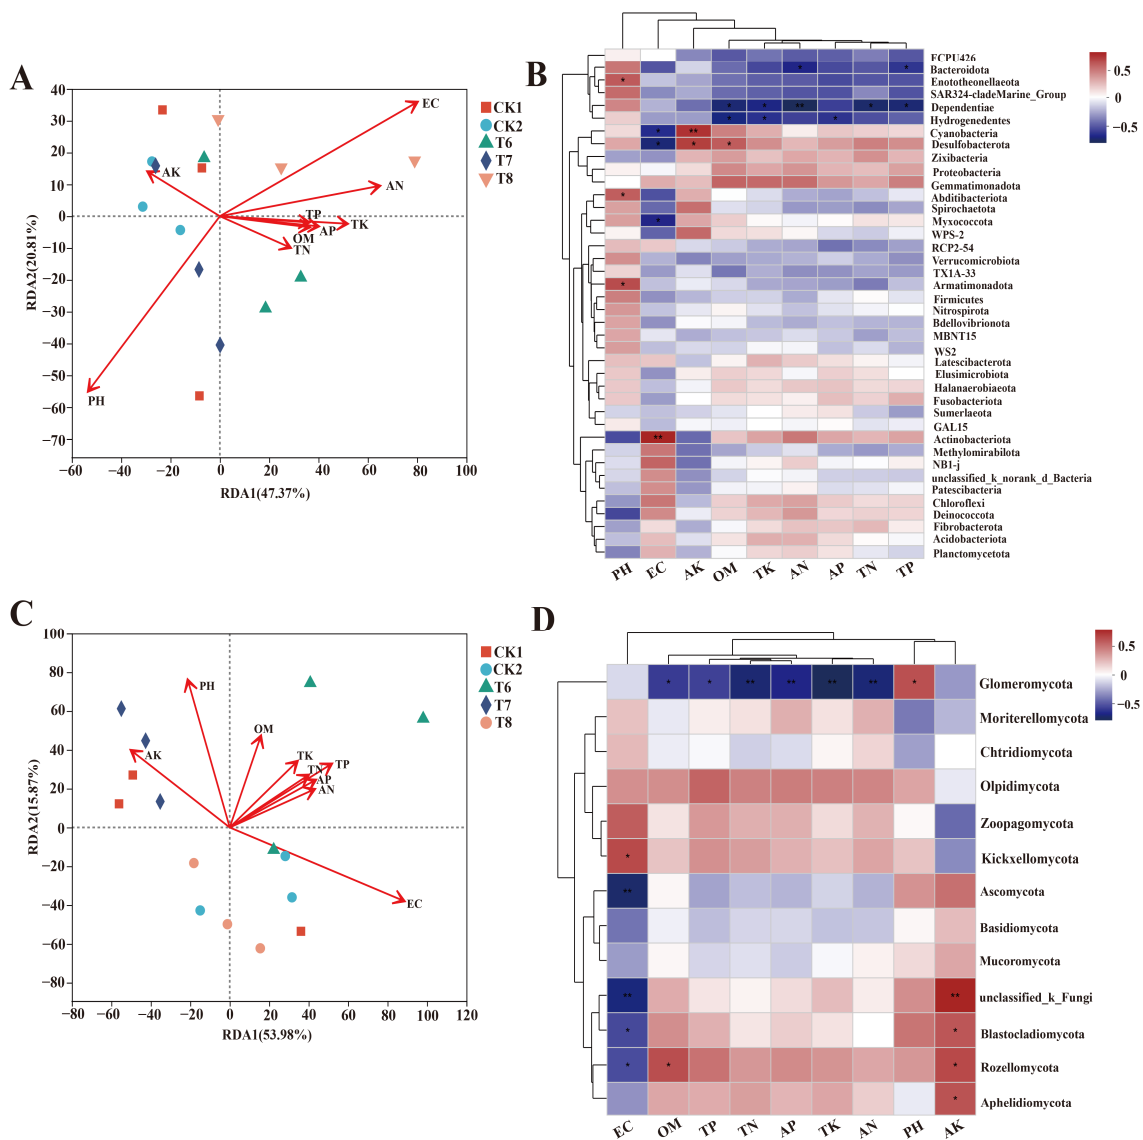 A
40
30
20
10
0
−10
−20
−30
−40
−50
−60
−70
−60
−40
−20
0
20
40
60
80
100
RDA2(20.81%)
RDA1(47.37%)
EC
AN
AK
TP
TK
AP
OM
TN
PH
CK1
CK2
T6
T7
T8
B
FCPU426
Bacteroidota
Enototheonellaeota
SAR324-cladeMarine_Group
Dependentiae
Hydrogenedentes
Cyanobacteria
Desulfobacterota
Zixibacteria
Proteobacteria
Gemmatimonadota
Abditibacteriota
Spirochaetota
Myxococcota
WPS-2
RCP2-54
Verrucomicrobiota
TX1A-33
Armatimonadota
Firmicutes
Nitrospirota
Bdellovibrionota
MBNT15
WS2
Latescibacterota
Elusimicrobiota
Halanaerobiaeota
Fusobacteriota
Sumerlaeota
GAL15
Actinobacteriota
Methylomirabilota
NB1-j
unclassified_k_norank_d_Bacteria
Patescibacteria
Chloroflexi
Deinococcota
Fibrobacterota
Acidobacteriota
Planctomycetota
PH EC AK OM TK AN AP TN TP
0.5
0
−0.5
C
100
80
60
40
20
0
−20
−40
−60
−80
−80
−60
−40
−20
0
20
40
60
80
100
120
RDA2(15.87%)
RDA1(53.98%)
PH
AK
OM
TK
TP
TN
AP
AN
EC
CK1
CK2
T6
T7
T8
D
Glomeromycota
Moriterellomycota
Chtridiomycota
Olpidimycota
Zoopagomycota
Kickxellomycota
Ascomycota
Basidiomycota
Mucoromycota
unclassified_k_Fungi
Blastocladiomycota
Rozellomycota
Aphelidiomycota
EC OM TP TN AP TK AN PH AK
0.5
0
−0.5